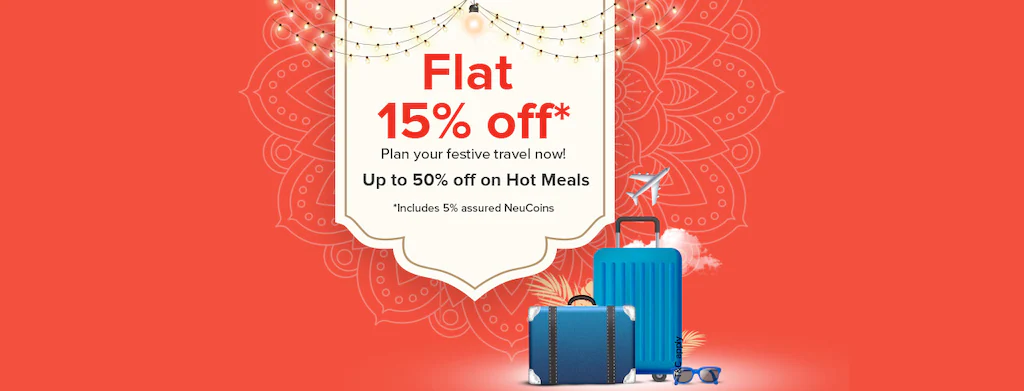 Flat
15% off*
Plan your festive travel now!
Up to 50% off on Hot Meals
*Includes 5% assured NeuCoins